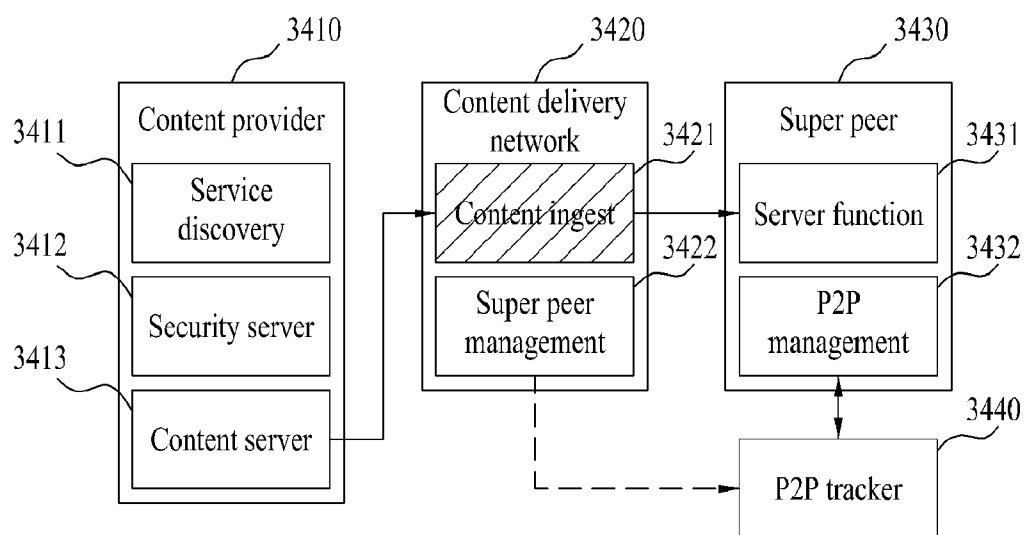 3410
3420
3430
Content provider
Content delivery
network
Super peer
3411
Service
discovery
3421
Content ingest
3431
Server function
3412
Security server
3422
Super peer
management
3432
P2P
management
3413
Content server
3440
P2P tracker